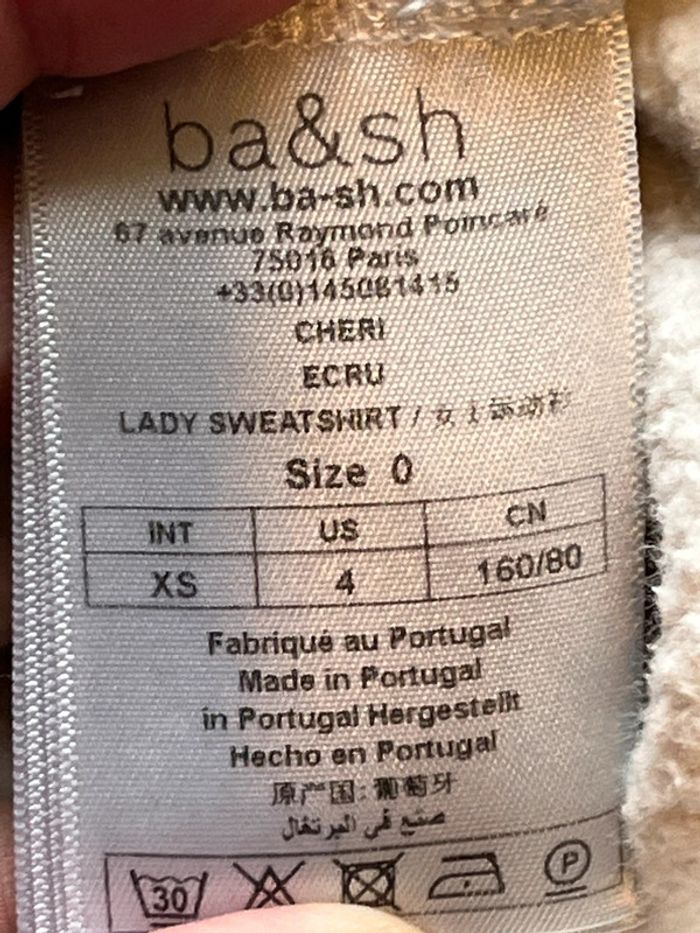 ba&sh
www.ba-sh.com
67 avenue Raymond Poincaré
75016 Paris
+33(0)145081415
CHERI
ECRU
LADY SWEATSHIRT / 女士运动衫
Size 0
INT US CN
XS 4 160/80
Fabriqué au Portugal
Made in Portugal
in Portugal Hergestellt
Hecho en Portugal
原产国: 葡萄牙
صنع في البرتغال
30 P